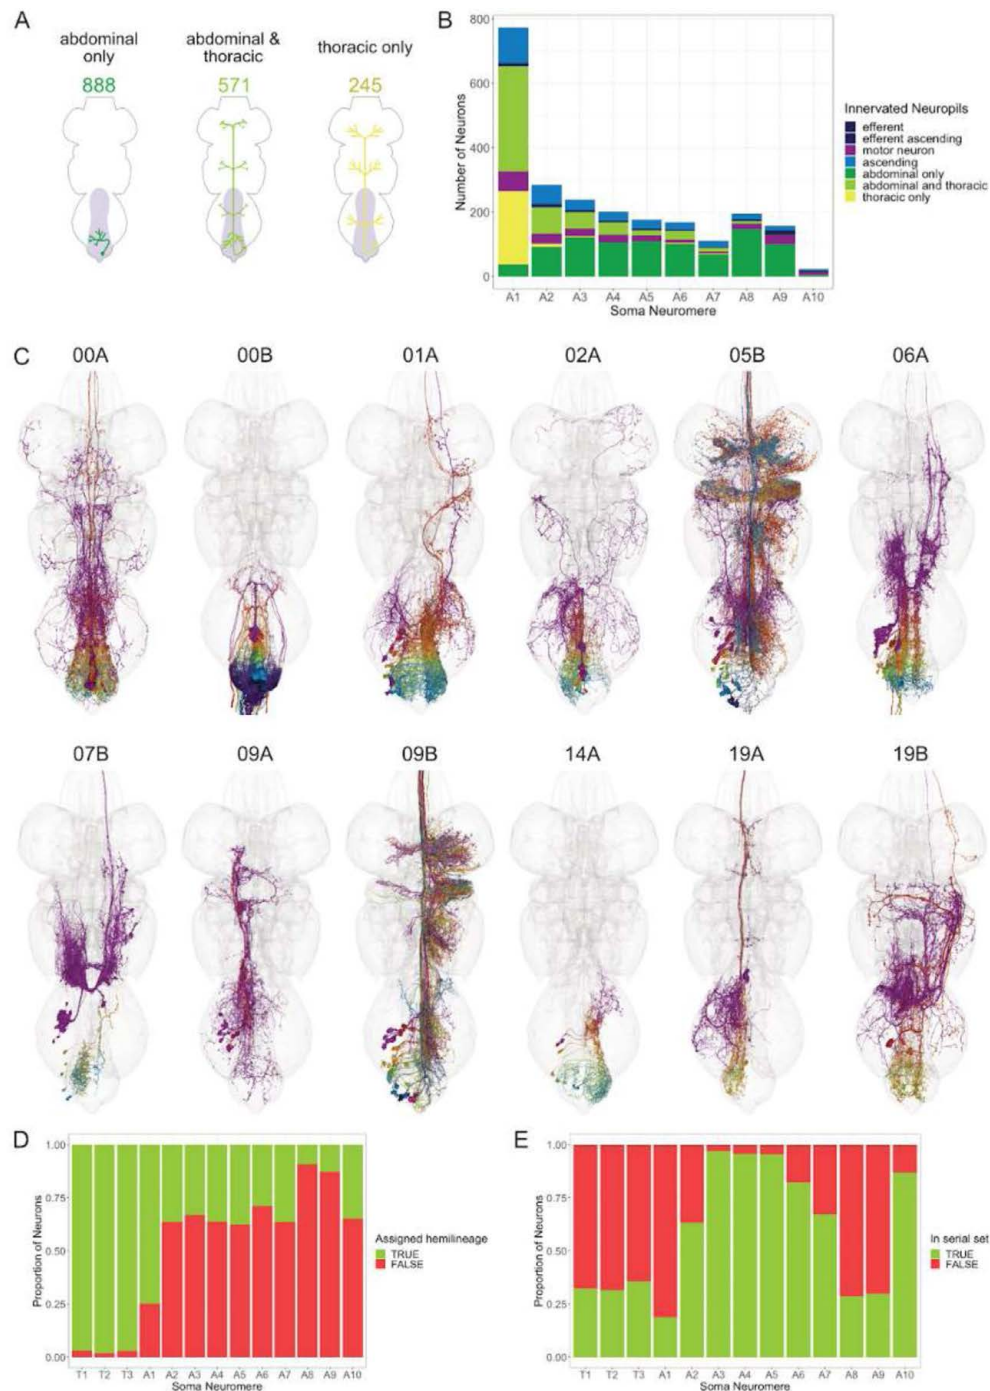 A
abdominal only
abdominal & thoracic
thoracic only
888
571
245
B
800
600
400
200
0
Number of Neurons
A1 A2 A3 A4 A5 A6 A7 A8 A9 A10
Soma Neuromere
Innervated Neuropils
efferent
efferent ascending
motor neuron
ascending
abdominal only
abdominal and thoracic
thoracic only
C
00A 00B 01A 02A 05B 06A
07B 09A 09B 14A 19A 19B
D
1.00
0.75
0.50
0.25
0.00
Proportion of Neurons
T1 T2 T3 A1 A2 A3 A4 A5 A6 A7 A8 A9 A10
Soma Neuromere
Assigned hemilineage
TRUE
FALSE
E
1.00
0.75
0.50
0.25
0.00
Proportion of Neurons
T1 T2 T3 A1 A2 A3 A4 A5 A6 A7 A8 A9 A10
Soma Neuromere
In serial set
TRUE
FALSE